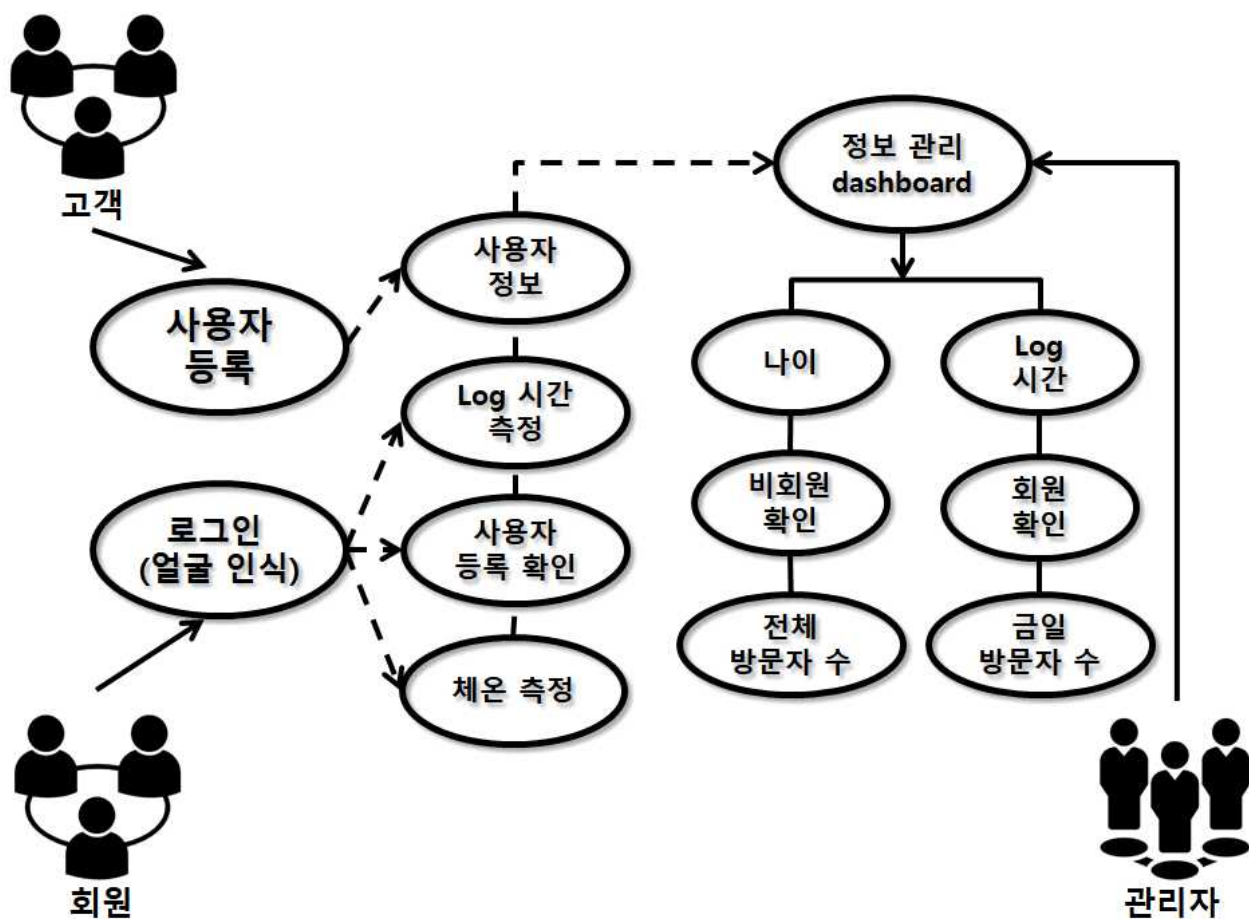 고객
사용자
등록
로그인
(얼굴 인식)
회원
사용자
정보
Log 시간
측정
사용자
등록 확인
체온 측정
정보 관리
dashboard
나이
비회원
확인
전체
방문자 수
Log
시간
회원
확인
금일
방문자 수
관리자